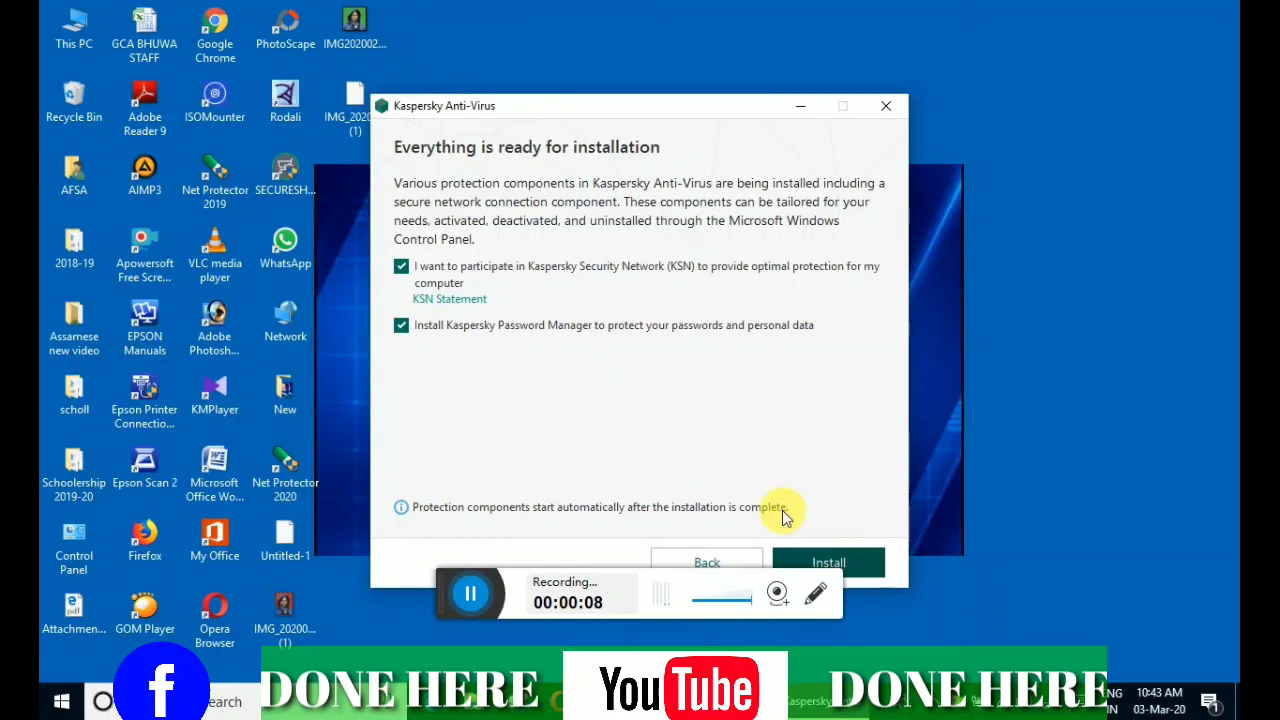 This PC
GCA BHUWA
STAFF
Google
Chrome
PhotoScape
IMG202002...
Recycle Bin
Adobe
Reader 9
ISOMounter
Rodali
IMG_2020
(1)
AFSA
AIMP3
Net Protector
2019
SECURESH...
2018-19
Apowersoft
Free Scre...
VLC media
player
WhatsApp
Assamese
new video
EPSON
Manuals
Adobe
Photosh...
Network
scholl
Epson Printer
Connectio...
KMPlayer
New
Schoolership
2019-20
Epson Scan 2
Microsoft
Office Wo...
Net Protector
2020
Control
Panel
Firefox
My Office
Untitled-1
Attachmen...
GOM Player
Opera
Browser
IMG_20200...
(1)
Kaspersky Anti-Virus
Everything is ready for installation
Various protection components in Kaspersky Anti-Virus are being installed including a
secure network connection component. These components can be tailored for your
needs, activated, deactivated, and uninstalled through the Microsoft Windows
Control Panel.
I want to participate in Kaspersky Security Network (KSN) to provide optimal protection for my
computer
KSN Statement
Install Kaspersky Password Manager to protect your passwords and personal data
Protection components start automatically after the installation is complete.
Back
Install
Recording...
00:00:08
f
DONE HERE
YouTube
DONE HERE
earch
Kaspersky Anti-
NG
IN
10:43 AM
03-Mar-20
1